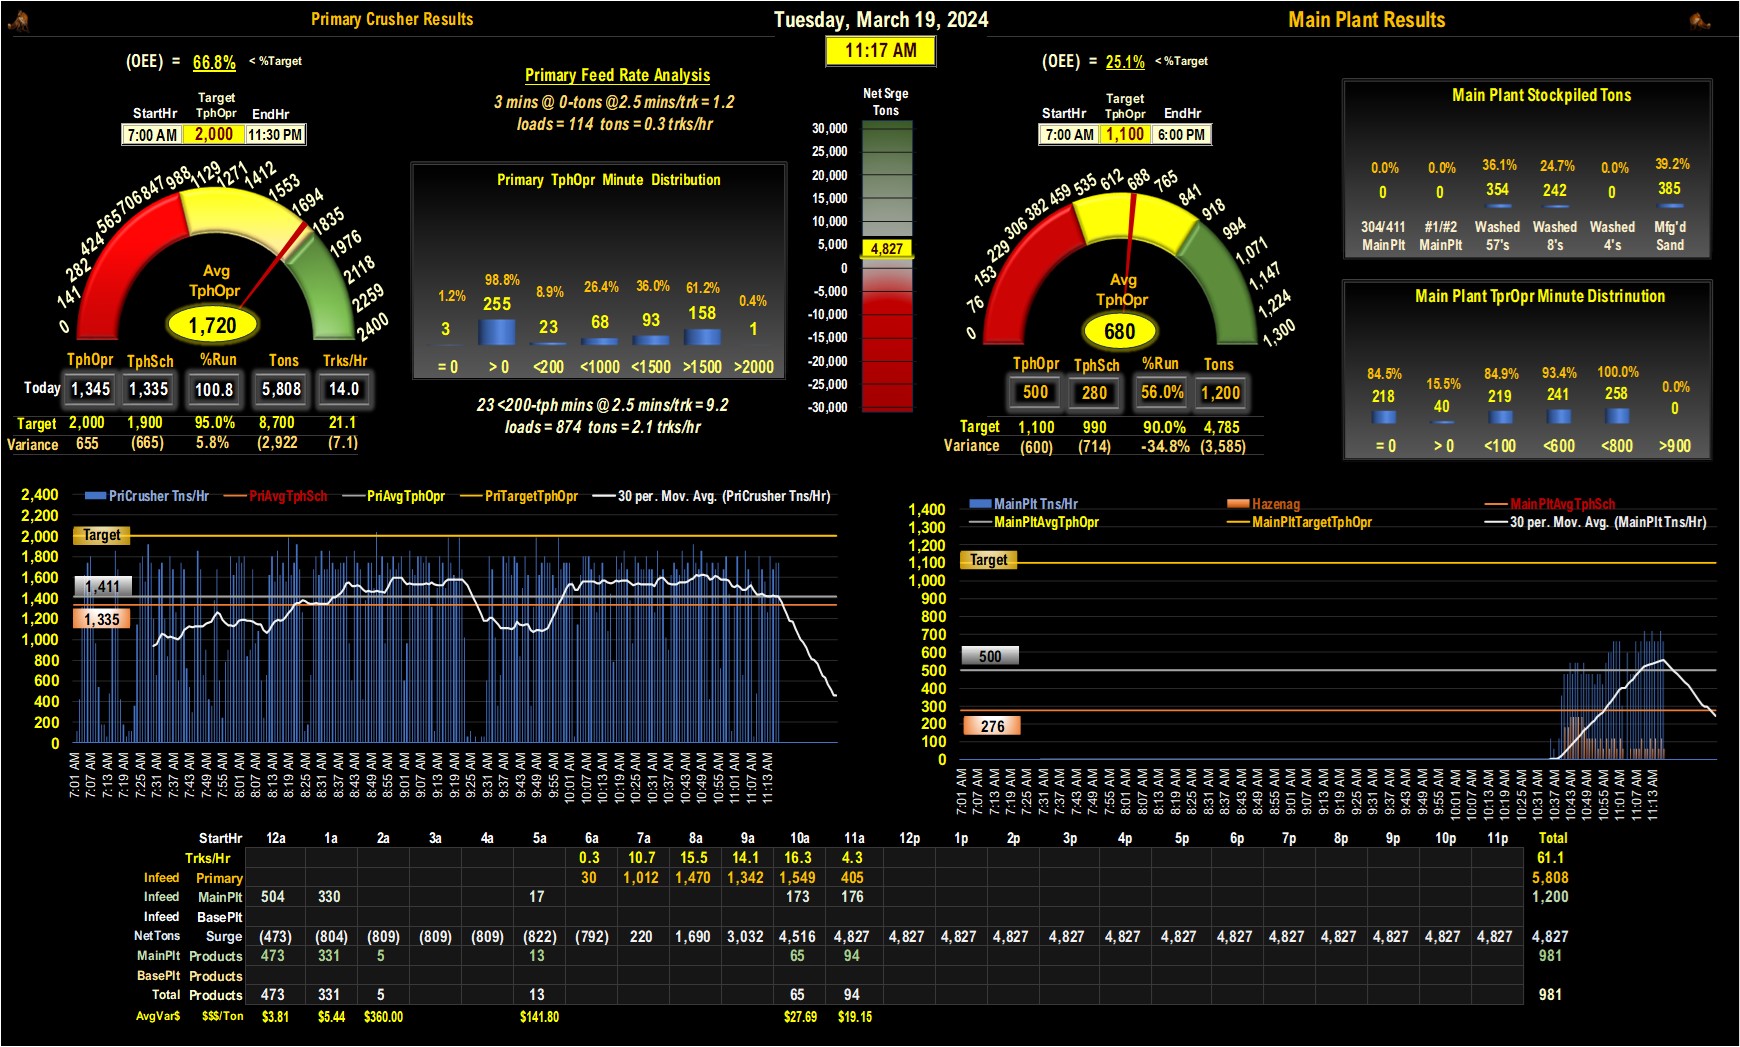 Primary Crusher Results
Tuesday, March 19, 2024
Main Plant Results
11:17 AM
(OEE) = 66.8% < %Target
StartHr Target TphOpr EndHr
7:00 AM 2,000 11:30 PM
0 141 282 424 565 706 847 988 1129 1271 1412 1553 1694 1835 1976 2118 2259 2400
Avg
TphOpr
1,720
TphOpr TphSch %Run Tons Trks/Hr
Today 1,345 1,335 100.8 5,808 14.0
Target 2,000 1,900 95.0% 8,700 21.1
Variance 655 (665) 5.8% (2,922 (7.1)
Primary Feed Rate Analysis
3 mins @ 0-tons @2.5 mins/trk = 1.2
loads = 114 tons = 0.3 trks/hr
Primary TphOpr Minute Distribution
1.2% 98.8% 8.9% 26.4% 36.0% 61.2% 0.4%
3 255 23 68 93 158 1
= 0 > 0 <200 <1000 <1500 >1500 >2000
23 <200-tph mins @ 2.5 mins/trk = 9.2
loads = 874 tons = 2.1 trks/hr
Net Srge
Tons
30,000
25,000
20,000
15,000
10,000
5,000
4,827
0
-5,000
-10,000
-15,000
-20,000
-25,000
-30,000
(OEE) = 25.1% < %Target
StartHr Target TphOpr EndHr
7:00 AM 1,100 6:00 PM
0 76 153 229 306 382 459 535 612 688 765 841 918 994 1,071 1,147 1,224 1,300
Avg
TphOpr
680
TphOpr TphSch %Run Tons
500 280 56.0% 1,200
Target 1,100 990 90.0% 4,785
Variance (600) (714) -34.8% (3,585)
Main Plant Stockpiled Tons
0.0% 0.0% 36.1% 24.7% 0.0% 39.2%
0 0 354 242 0 385
304/411 #1/#2 Washed Washed Washed Mfg'd
MainPlt MainPlt 57's 8's 4's Sand
Main Plant TprOpr Minute Distrinution
84.5% 15.5% 84.9% 93.4% 100.0% 0.0%
218 40 219 241 258 0
= 0 > 0 <100 <600 <800 >900
PriCrusher Tns/Hr PriAvgTphSch PriAvgTphOpr PriTargetTphOpr 30 per. Mov. Avg. (PriCrusher Tns/Hr)
2,400
2,200
2,000
1,800
1,600
1,400
1,200
1,000
800
600
400
200
0
Target
1,411
1,335
7:01 AM 7:07 AM 7:13 AM 7:19 AM 7:25 AM 7:31 AM 7:37 AM 7:43 AM 7:49 AM 7:55 AM 8:01 AM 8:07 AM 8:13 AM 8:19 AM 8:25 AM 8:31 AM 8:37 AM 8:43 AM 8:49 AM 8:55 AM 9:01 AM 9:07 AM 9:13 AM 9:19 AM 9:25 AM 9:31 AM 9:37 AM 9:43 AM 9:49 AM 9:55 AM 10:01 AM 10:07 AM 10:13 AM 10:19 AM 10:25 AM 10:31 AM 10:37 AM 10:43 AM 10:49 AM 10:55 AM 11:01 AM 11:07 AM 11:13 AM
MainPlt Tns/Hr Hazenag MainPltAvgTphSch
MainPltAvgTphOpr MainPltTargetTphOpr 30 per. Mov. Avg. (MainPlt Tns/Hr)
1,400
1,300
1,200
1,100
1,000
900
800
700
600
500
400
300
200
100
0
Target
500
276
7:01 AM 7:07 AM 7:13 AM 7:19 AM 7:25 AM 7:31 AM 7:37 AM 7:43 AM 7:49 AM 7:55 AM 8:01 AM 8:07 AM 8:13 AM 8:19 AM 8:25 AM 8:31 AM 8:37 AM 8:43 AM 8:49 AM 8:55 AM 9:01 AM 9:07 AM 9:13 AM 9:19 AM 9:25 AM 9:31 AM 9:37 AM 9:43 AM 9:49 AM 9:55 AM 10:01 AM 10:07 AM 10:13 AM 10:19 AM 10:25 AM 10:31 AM 10:37 AM 10:43 AM 10:49 AM 10:55 AM 11:01 AM 11:07 AM 11:13 AM
StartHr 12a 1a 2a 3a 4a 5a 6a 7a 8a 9a 10a 11a 12p 1p 2p 3p 4p 5p 6p 7p 8p 9p 10p 11p Total
Trks/Hr 0.3 10.7 15.5 14.1 16.3 4.3 61.1
Infeed Primary 30 1,012 1,470 1,342 1,549 405 5,808
Infeed MainPlt 504 330 17 173 176 1,200
Infeed BasePlt
NetTons Surge (473) (804) (809) (809) (809) (822) (792) 220 1,690 3,032 4,516 4,827 4,827 4,827 4,827 4,827 4,827 4,827 4,827 4,827 4,827 4,827 4,827 4,827 4,827
MainPlt Products 473 331 5 13 65 94 981
BasePlt Products
Total Products 473 331 5 13 65 94 981
AvgVar$ $$$/Ton $3.81 $5.44 $360.00 $141.80 $27.69 $19.15